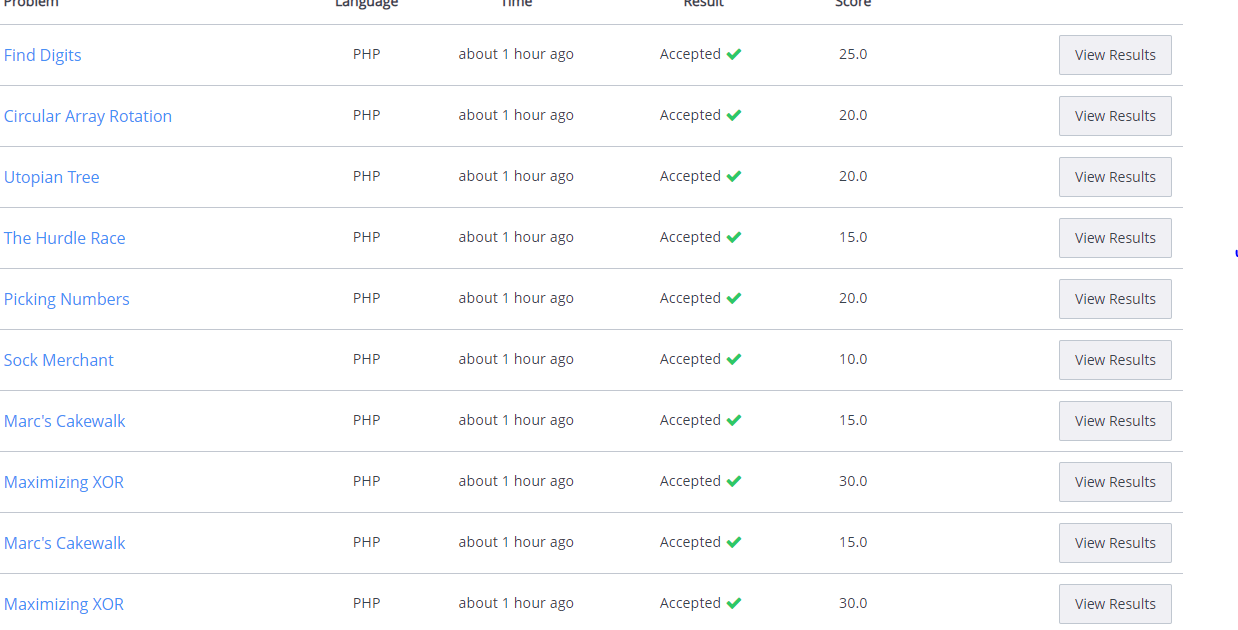 Problem Language Time Result Score
Find Digits PHP about 1 hour ago Accepted 25.0 View Results
Circular Array Rotation PHP about 1 hour ago Accepted 20.0 View Results
Utopian Tree PHP about 1 hour ago Accepted 20.0 View Results
The Hurdle Race PHP about 1 hour ago Accepted 15.0 View Results
Picking Numbers PHP about 1 hour ago Accepted 20.0 View Results
Sock Merchant PHP about 1 hour ago Accepted 10.0 View Results
Marc's Cakewalk PHP about 1 hour ago Accepted 15.0 View Results
Maximizing XOR PHP about 1 hour ago Accepted 30.0 View Results
Marc's Cakewalk PHP about 1 hour ago Accepted 15.0 View Results
Maximizing XOR PHP about 1 hour ago Accepted 30.0 View Results